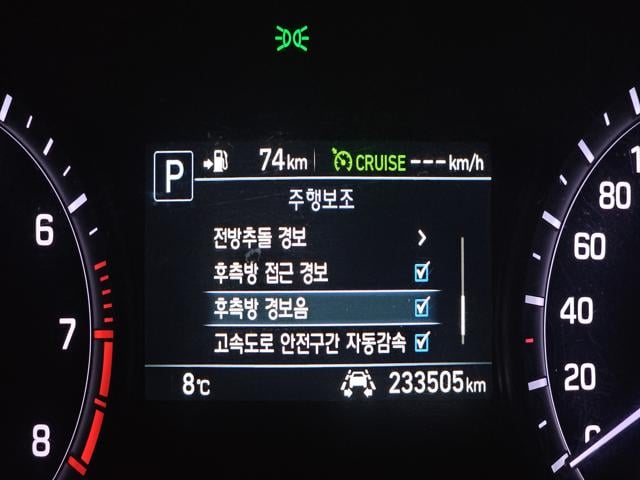 P 74km CRUISE ---km/h
주행보조
전방추돌 경보 >
후측방 접근 경보
후측방 경보음
고속도로 안전구간 자동감속
8℃ 233505km
6
7
8
80
60
40
20
0